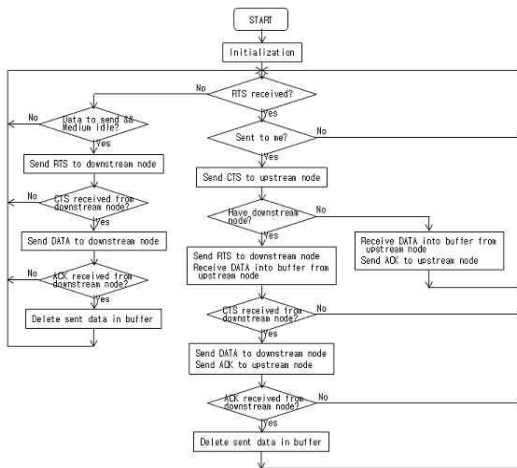 START
Initialization
No
RTS received?
Yes
No
Data to send &&
Medium idle?
Yes
Sent to me?
No
Yes
Send RTS to downstream node
Send CTS to upstream node
No
CTS received from
downstream node?
Yes
Have downstream
node?
No
Yes
Send DATA to downstream node
Receive DATA into buffer from
upstream node
Send ACK to upstream node
Send RTS to downstream node
Receive DATA into buffer from
upstream node
No
ACK received from
downstream node?
Yes
Delete sent data in buffer
CTS received from
downstream node?
No
Yes
Send DATA to downstream node
Send ACK to upstream node
ACK received from
downstream node?
No
Yes
Delete sent data in buffer